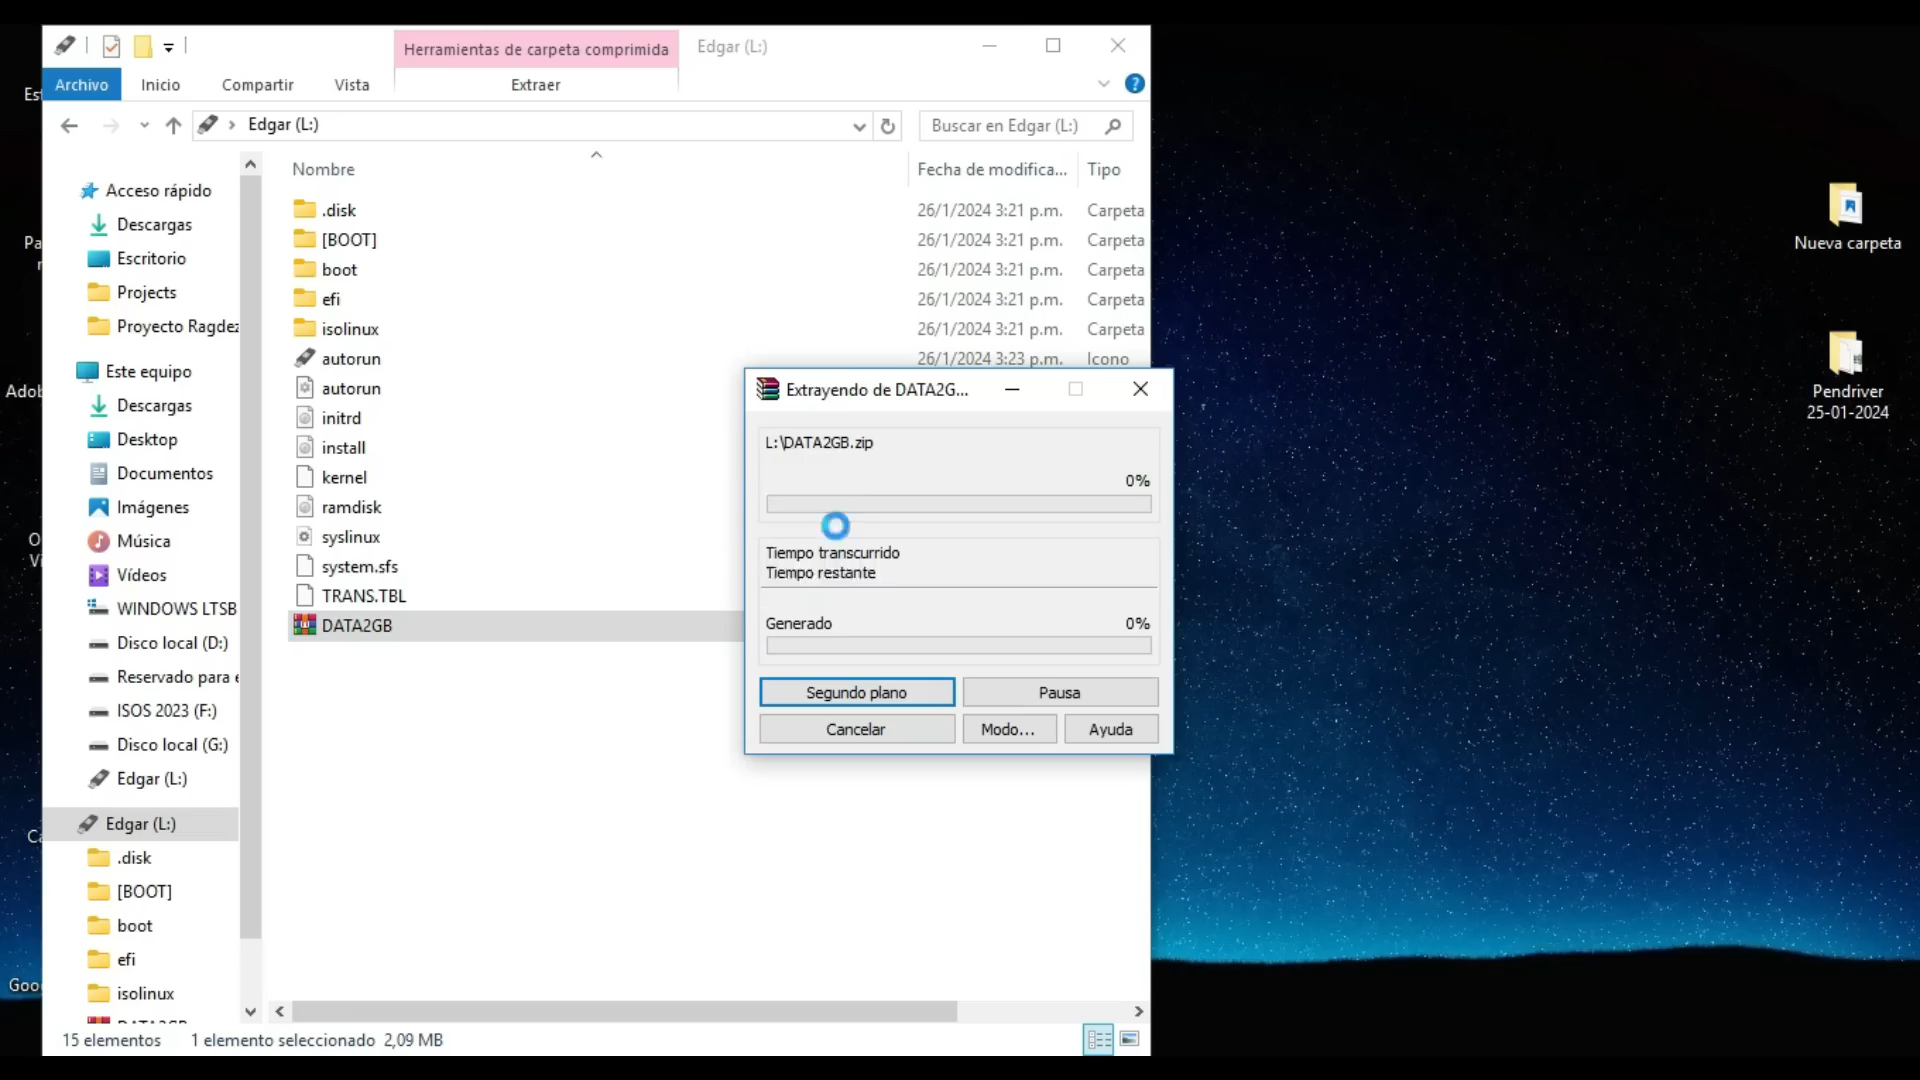 Herramientas de carpeta comprimida
Edgar (L:)
Archivo
Inicio
Compartir
Vista
Extraer
?
Edgar (L:)
Buscar en Edgar (L:)
Nombre
Fecha de modifica...
Tipo
Acceso rápido
Descargas
Escritorio
Projects
Proyecto Ragdez
Este equipo
Descargas
Desktop
Documentos
Imágenes
Música
Vídeos
WINDOWS LTSB
Disco local (D:)
Reservado para e
ISOS 2023 (F:)
Disco local (G:)
Edgar (L:)
Edgar (L:)
.disk
[BOOT]
boot
efi
isolinux
DATA2GB
.disk 26/1/2024 3:21 p.m. Carpeta
[BOOT] 26/1/2024 3:21 p.m. Carpeta
boot 26/1/2024 3:21 p.m. Carpeta
efi 26/1/2024 3:21 p.m. Carpeta
isolinux 26/1/2024 3:21 p.m. Carpeta
autorun 26/1/2024 3:23 p.m. Icono
autorun
initrd
install
kernel
ramdisk
syslinux
system.sfs
TRANS.TBL
DATA2GB
Extrayendo de DATA2G...
L:\DATA2GB.zip
0%
Tiempo transcurrido
Tiempo restante
Generado 0%
Segundo plano
Pausa
Cancelar
Modo...
Ayuda
15 elementos
1 elemento seleccionado 2,09 MB
Nueva carpeta
Pendriver
25-01-2024
Est
Pa
r
Adob
O
Vi
Ca
Goo